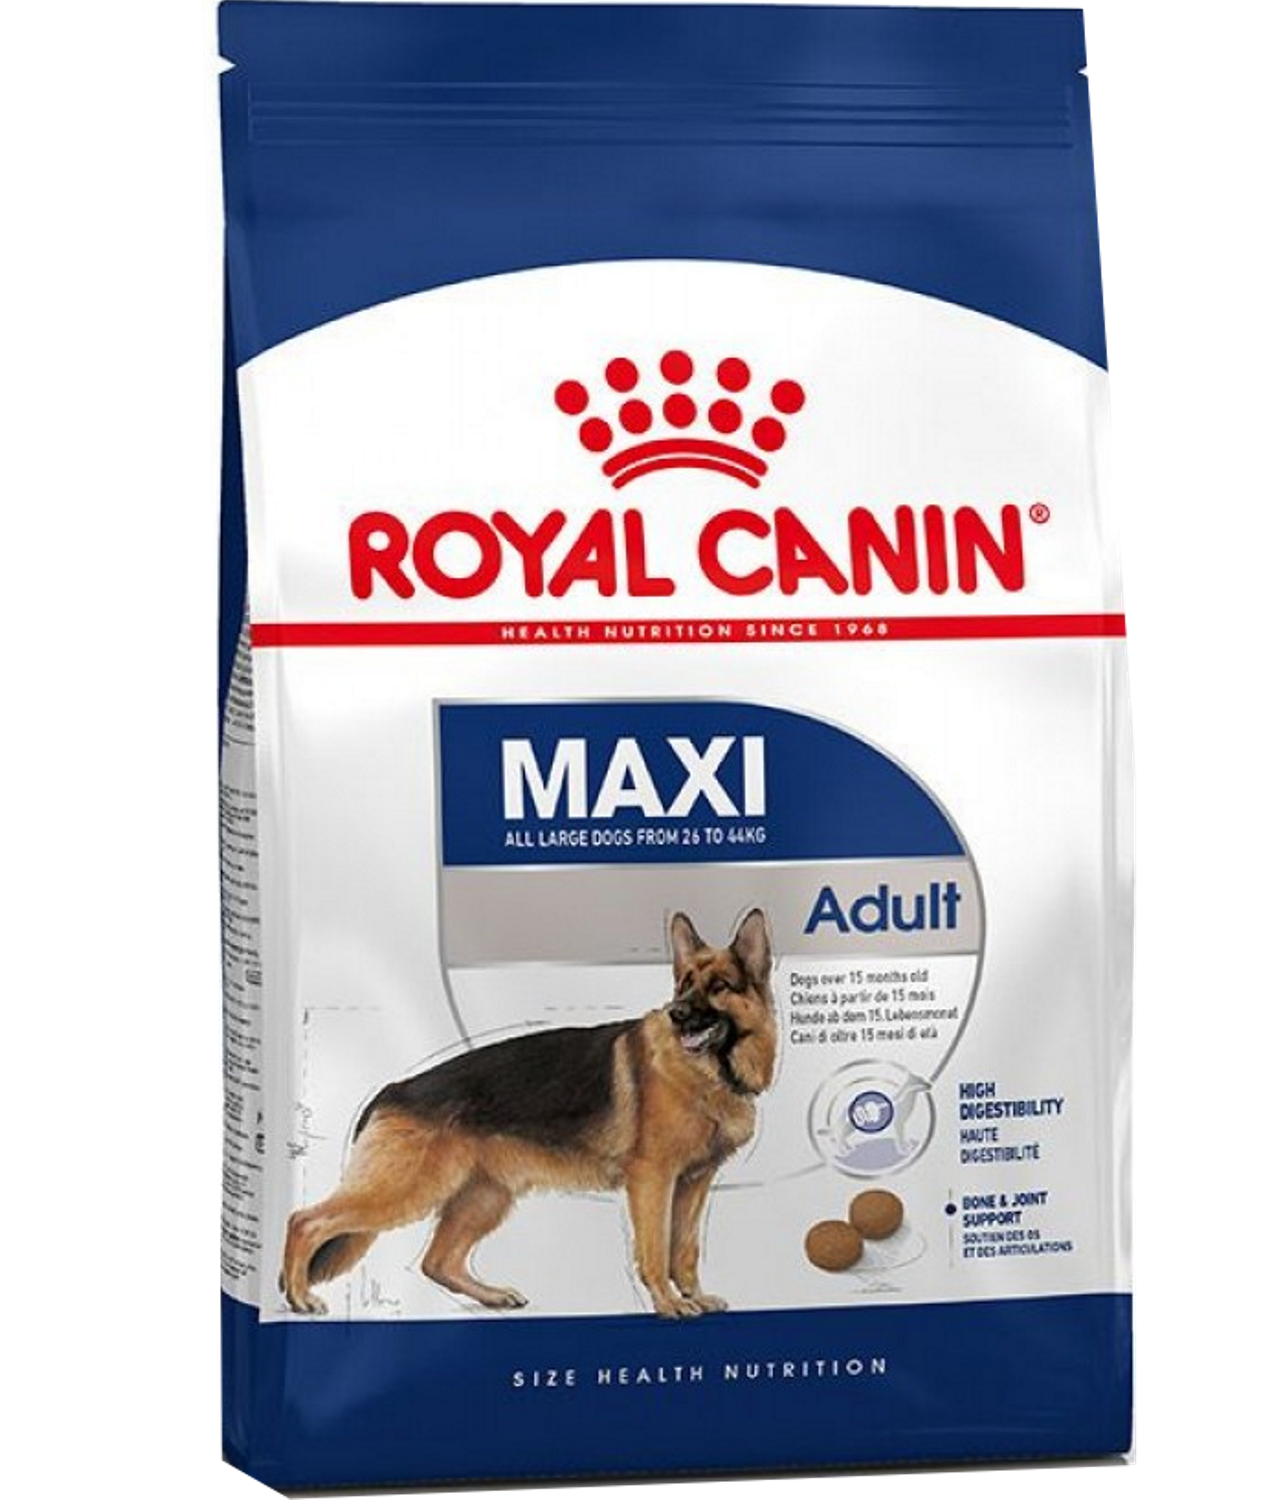 ROYAL CANIN®
HEALTH NUTRITION SINCE 1968
MAXI
ALL LARGE DOGS FROM 26 TO 44KG
Adult
Dogs over 15 months old
Chiens à partir de 15 mois
Hunde ab dem 15. Lebensmonat
Cani di oltre 15 mesi di età
HIGH
DIGESTIBILITY
HAUTE
DIGESTIBILITÉ
BONE & JOINT
SUPPORT
SOUTIEN DES OS
ET DES ARTICULATIONS
SIZE HEALTH NUTRITION